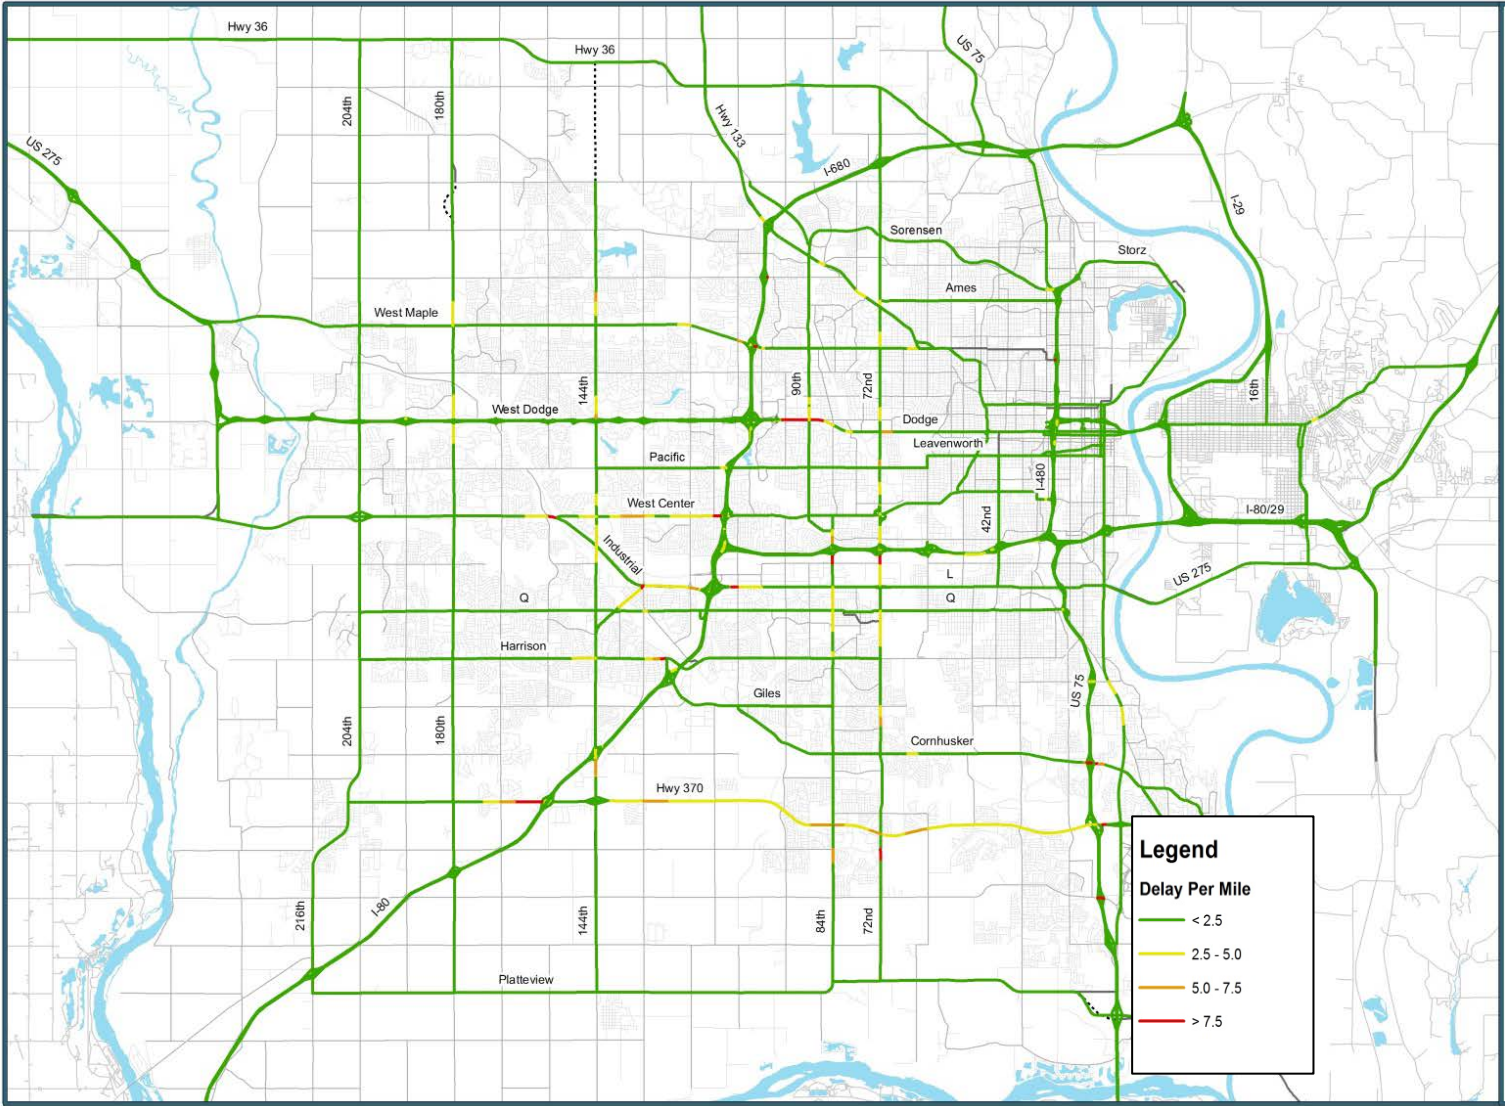 Hwy 36
Hwy 36
US 75
204th
180th
Hwy 133
US 275
I-680
I-29
Sorensen
Storz
Ames
West Maple
144th
90th
72nd
16th
West Dodge
Dodge
Leavenworth
Pacific
I-480
West Center
42nd
I-80/29
Industrial
L
US 275
Q
Q
Harrison
US 75
Giles
204th
180th
Cornhusker
Hwy 370
216th
I-80
144th
84th
72nd
Platteview
Legend
Delay Per Mile
< 2.5
2.5 - 5.0
5.0 - 7.5
> 7.5